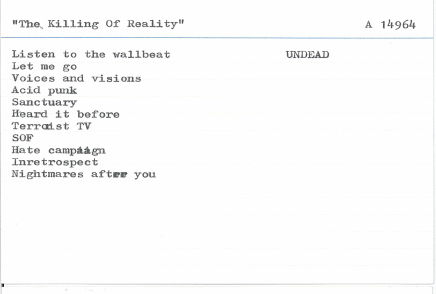 "The Killing Of Reality" A 14964
Listen to the wallbeat UNDEAD
Let me go
Voices and visions
Acid punk
Sanctuary
Heard it before
Terroist TV
SOF
Hate campaign
Inretrospect
Nightmares after you